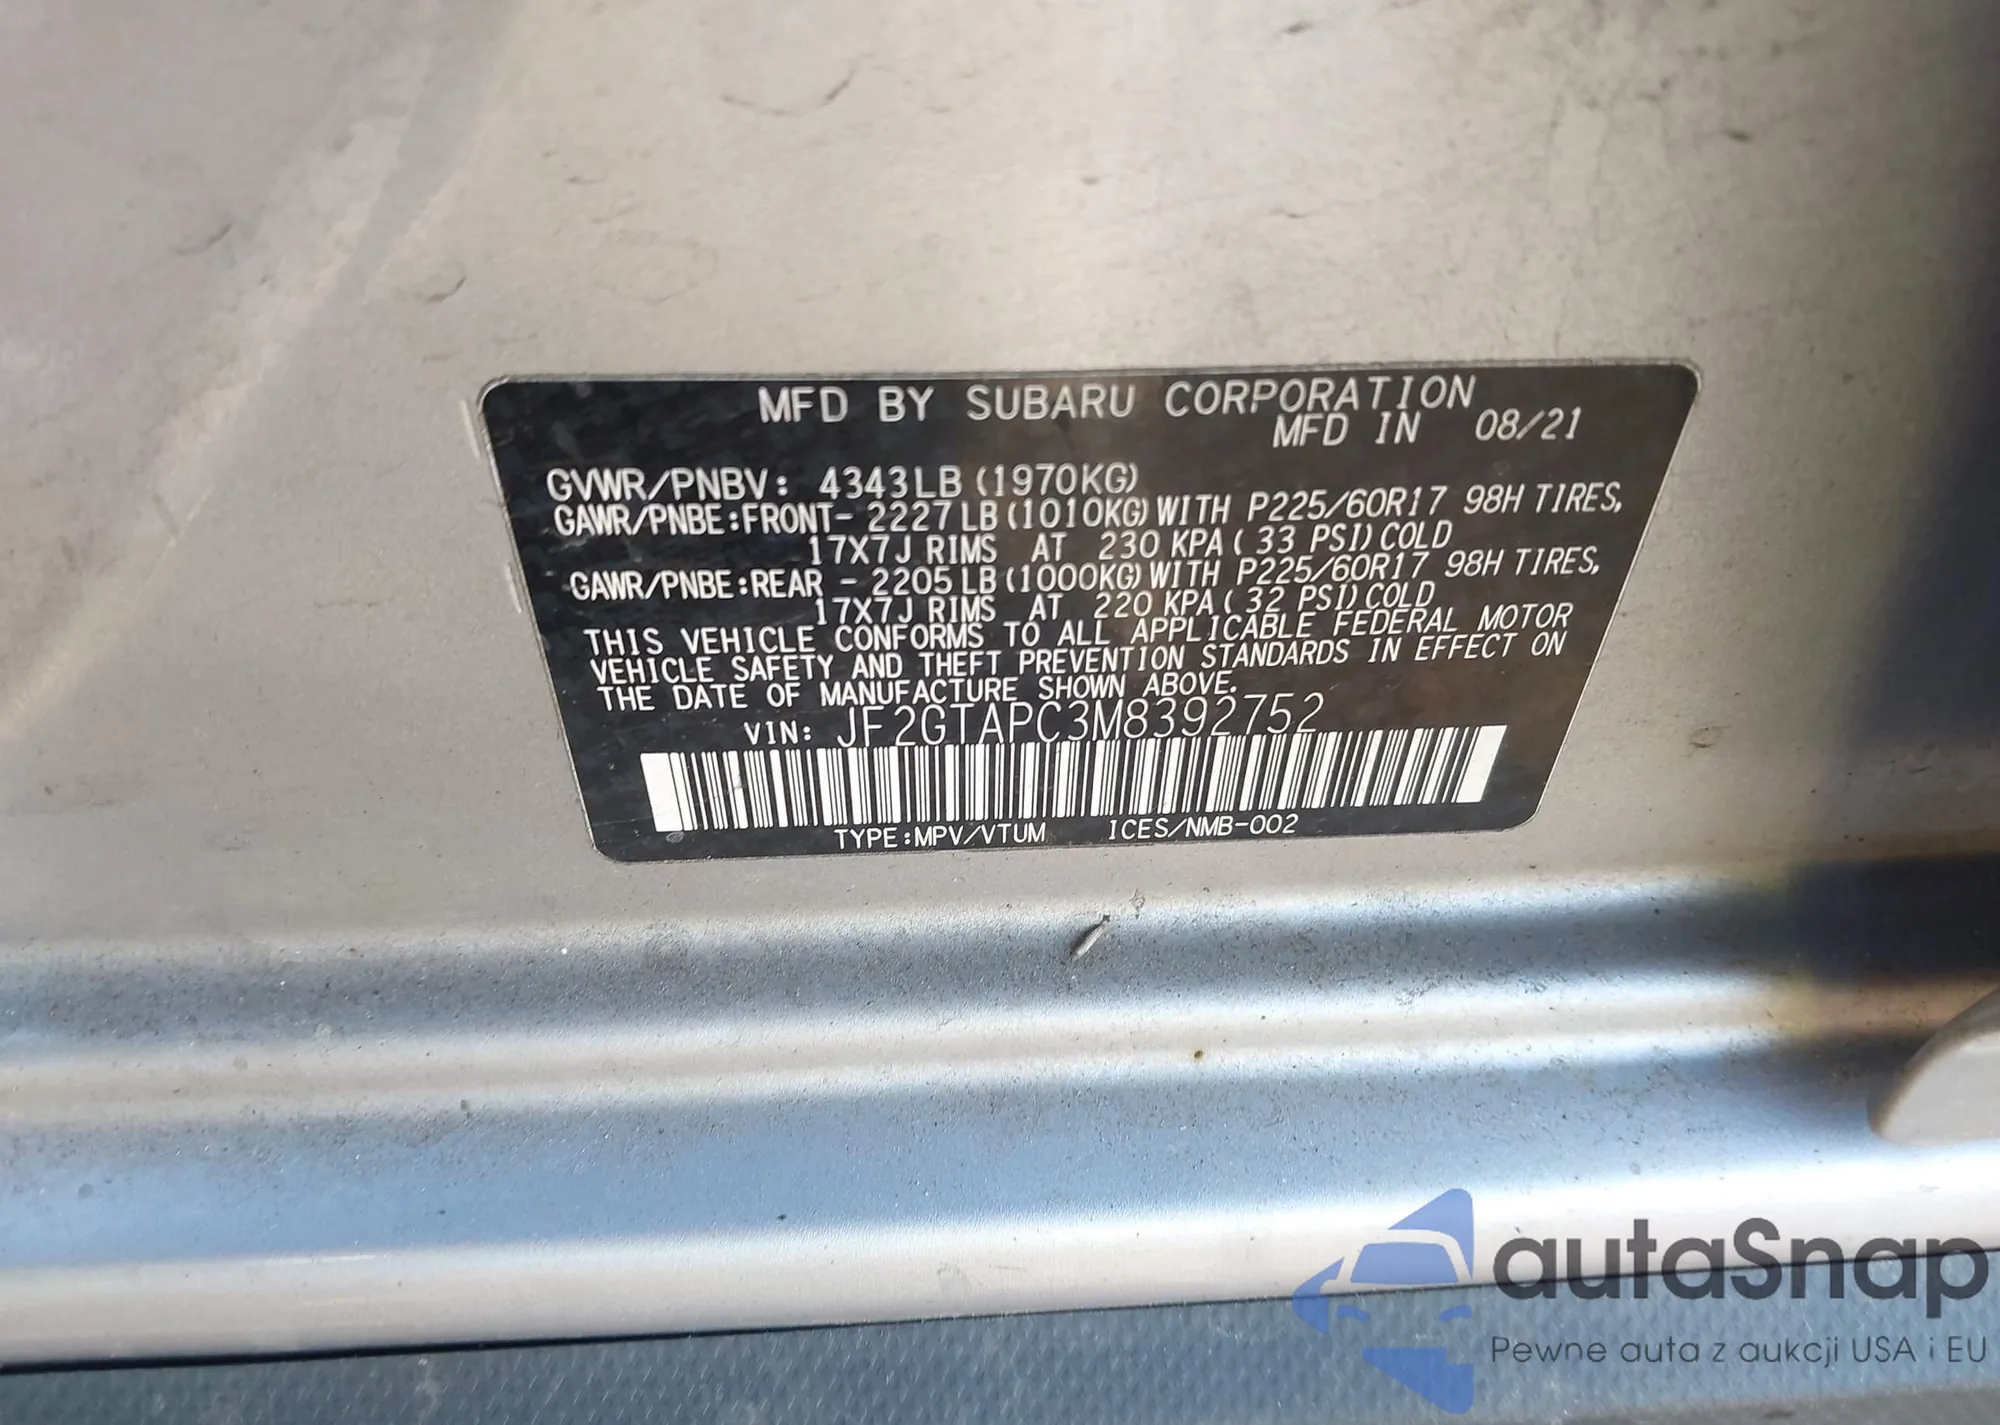 MFD BY SUBARU CORPORATION
MFD IN 08/21
GVWR/PNBV: 4343LB (1970KG)
GAWR/PNBE:FRONT- 2227LB (1010KG) WITH P225/60R17 98H TIRES,
17X7J RIMS AT 230 KPA (33 PSI) COLD
GAWR/PNBE:REAR - 2205LB (1000KG) WITH P225/60R17 98H TIRES,
17X7J RIMS AT 220 KPA (32 PSI) COLD
THIS VEHICLE CONFORMS TO ALL APPLICABLE FEDERAL MOTOR
VEHICLE SAFETY AND THEFT PREVENTION STANDARDS IN EFFECT ON
THE DATE OF MANUFACTURE SHOWN ABOVE.
VIN: JF2GTAPC3M8392752
TYPE:MPV/VTUM ICES/NMB-002
autaSnap
Pewne auta z aukcji USA i EU